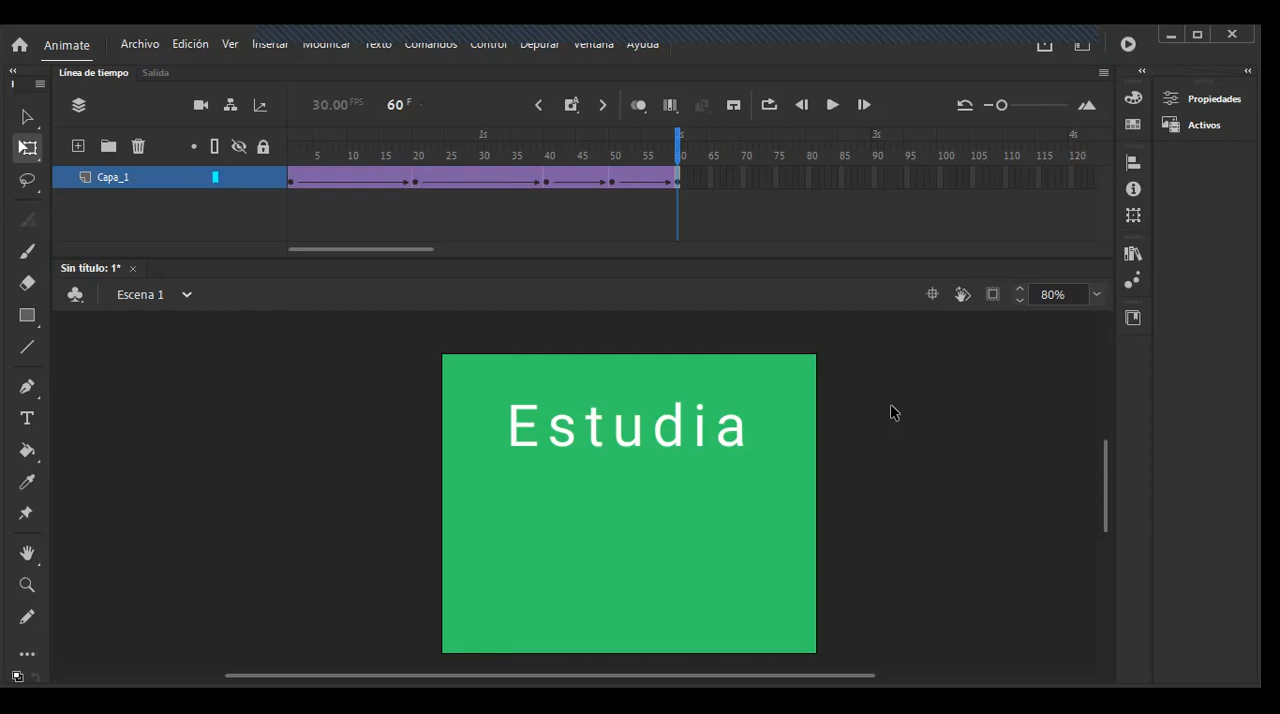 Animate Archivo Edición Ver Insertar Modificar Texto Comandos Control Depurar Ventana Ayuda
Línea de tiempo Salida
30.00 FPS 60 F
Propiedades
Activos
1s 3s 4s
5 10 15 20 25 30 35 40 45 50 55 60 65 70 75 80 85 90 95 100 105 110 115 120
Capa_1
Sin título: 1*
Escena 1 80%
Estudia